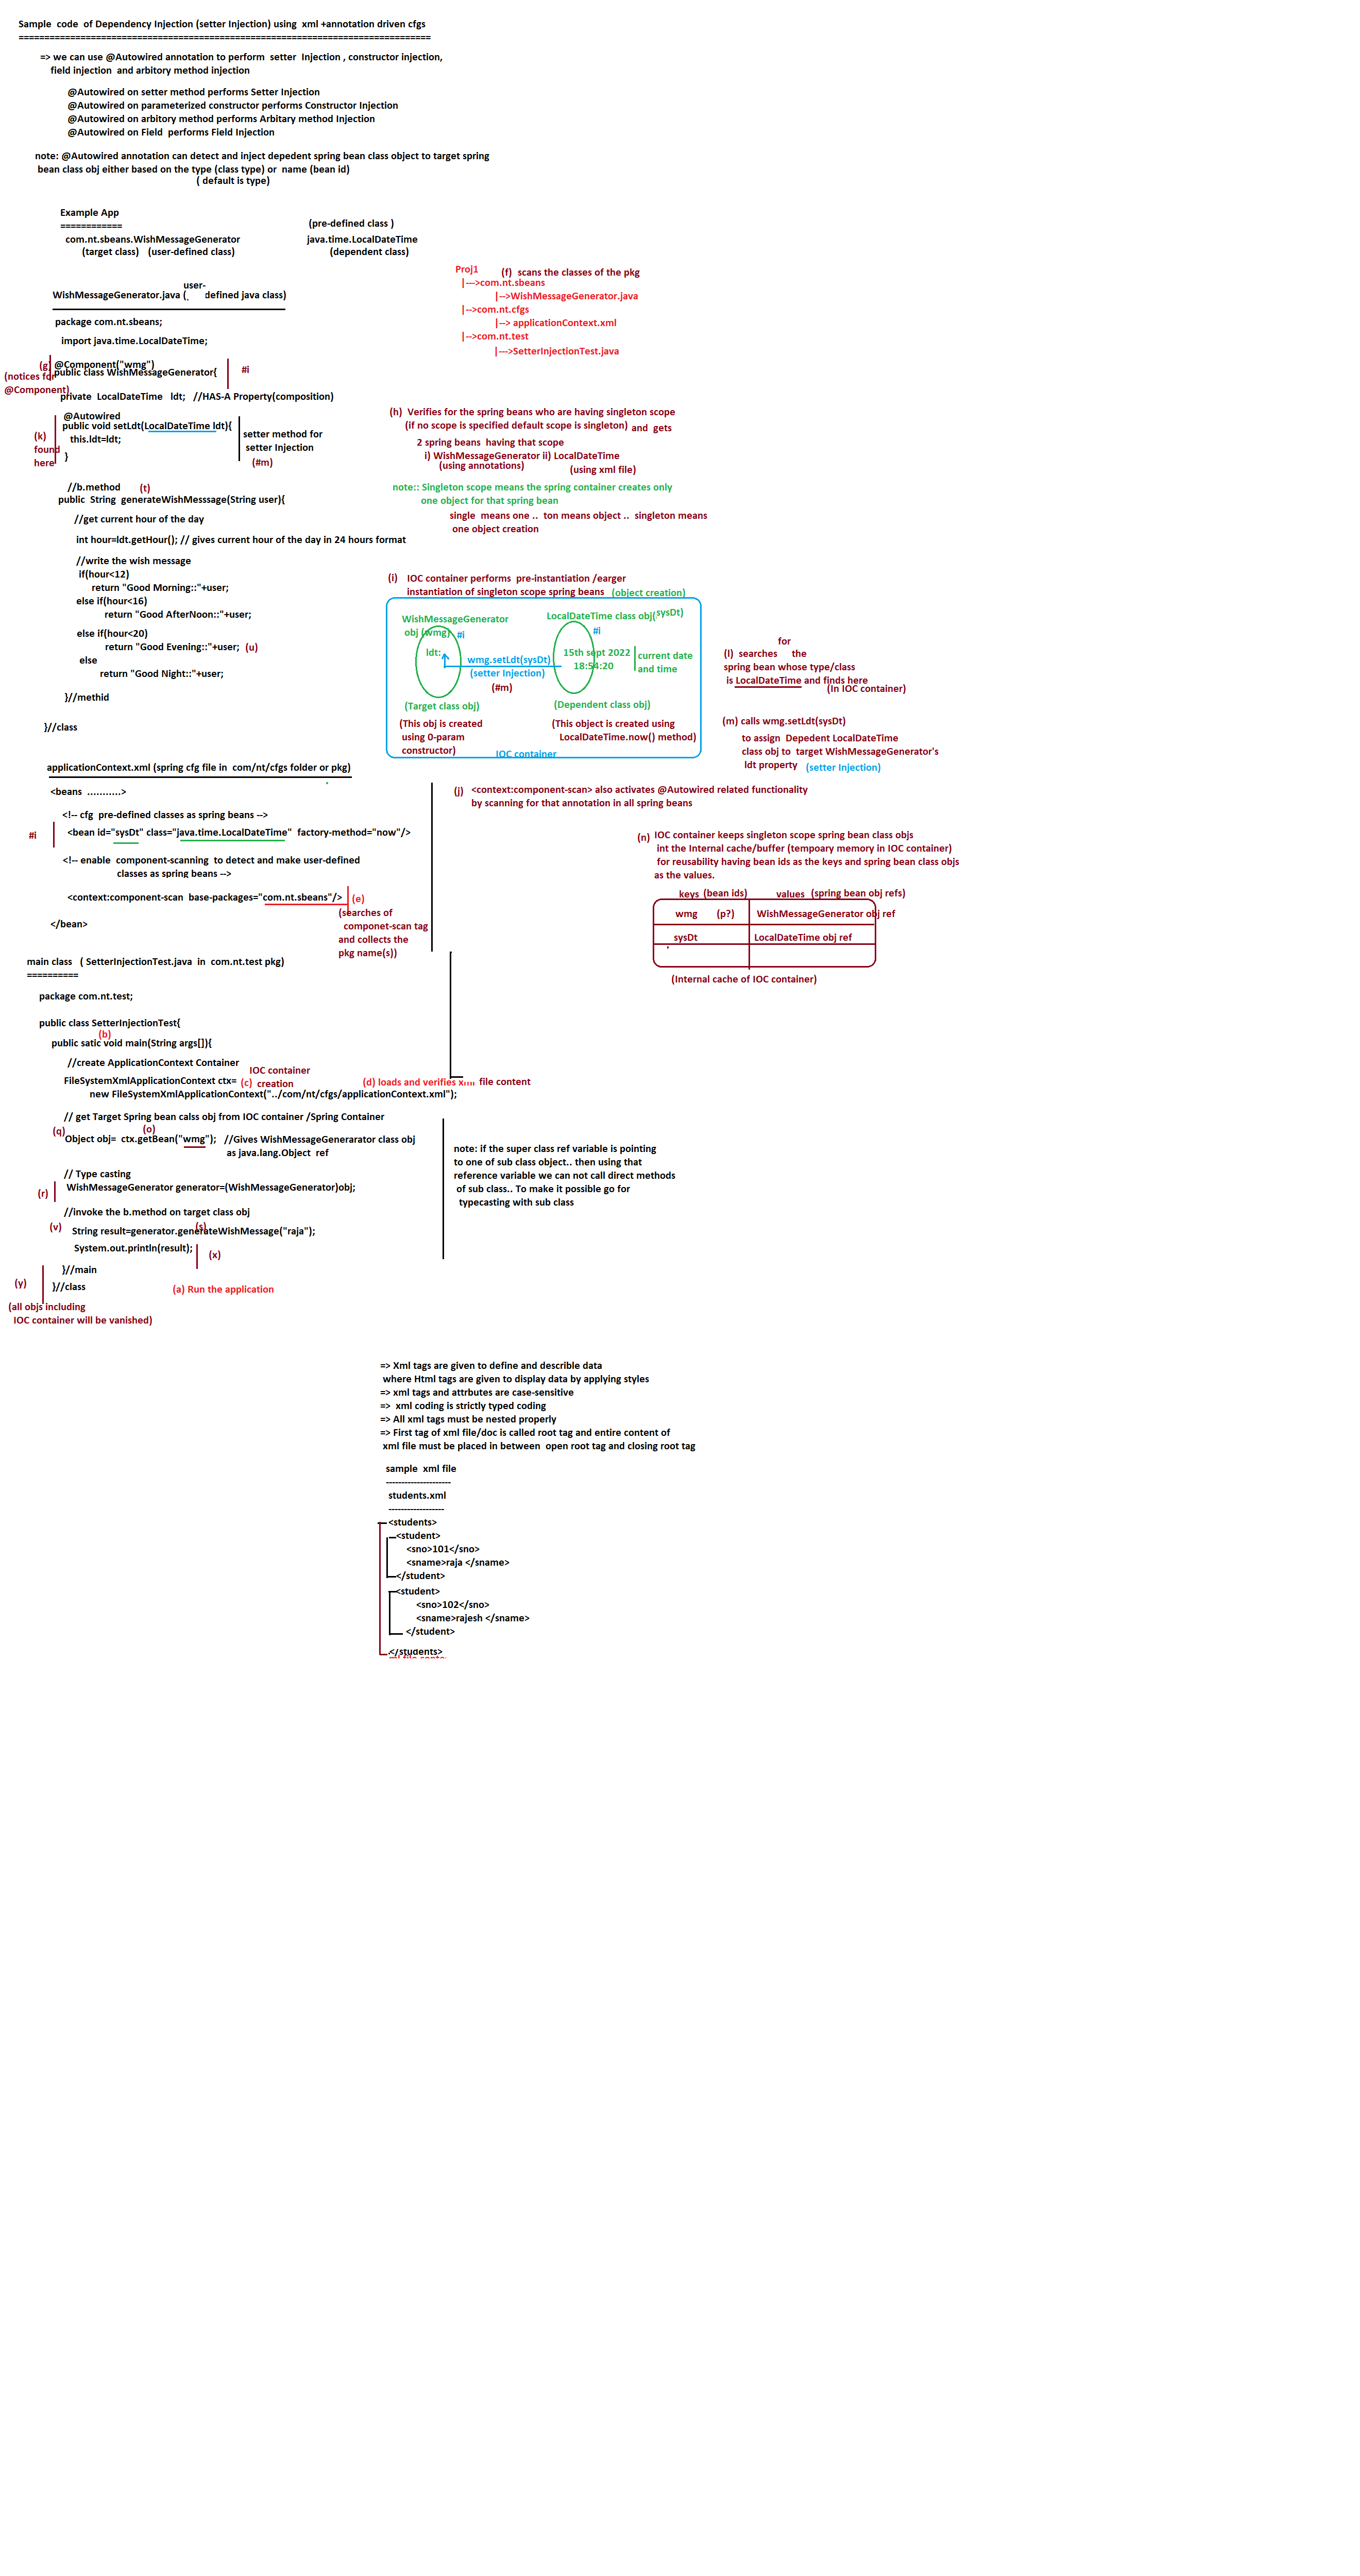 Sample  code  of Dependency Injection (setter Injection) using  xml +annotation driven cfgs
================================================================================
=> we can use @Autowired annotation to perform  setter  Injection , constructor injection,
field injection  and arbitory method injection
@Autowired on setter method performs Setter Injection
@Autowired on parameterized constructor performs Constructor Injection
@Autowired on arbitory method performs Arbitary method Injection
@Autowired on Field  performs Field Injection
note: @Autowired annotation can detect and inject depedent spring bean class object to target spring
bean class obj either based on the type (class type) or  name (bean id)
( default is type)
Example App
============
(pre-defined class )
com.nt.sbeans.WishMessageGenerator
java.time.LocalDateTime
(target class)   (user-defined class)
(dependent class)
Proj1
(f)  scans the classes of the pkg
|--->com.nt.sbeans
|-->WishMessageGenerator.java
|-->com.nt.cfgs
|--> applicationContext.xml
|-->com.nt.test
|--->SetterInjectionTest.java
user-
WishMessageGenerator.java (      defined java class)
package com.nt.sbeans;
import java.time.LocalDateTime;
(g)
(notices for
@Component)
@Component("wmg")
public class WishMessageGenerator{
#i
private  LocalDateTime   ldt;   //HAS-A Property(composition)
@Autowired
public void setLdt(LocalDateTime ldt){
this.ldt=ldt;
}
(k)
found
here
setter method for
setter Injection
(#m)
//b.method
(t)
public  String  generateWishMesssage(String user){
//get current hour of the day
int hour=ldt.getHour(); // gives current hour of the day in 24 hours format
//write the wish message
if(hour<12)
return "Good Morning::"+user;
else if(hour<16)
return "Good AfterNoon::"+user;
else if(hour<20)
return "Good Evening::"+user;  (u)
else
return "Good Night::"+user;
}//methid
}//class
(h)  Verifies for the spring beans who are having singleton scope
(if no scope is specified default scope is singleton)  and  gets
2 spring beans  having that scope
i) WishMessageGenerator ii) LocalDateTime
(using annotations)
(using xml file)
note:: Singleton scope means the spring container creates only
one object for that spring bean
single  means one ..  ton means object ..  singleton means
one object creation
(i)    IOC container performs  pre-instantiation /earger
instantiation of singleton scope spring beans   (object creation)
WishMessageGenerator
obj (wmg)
#i
LocalDateTime class obj(sysDt)
#i
ldt:
wmg.setLdt(sysDt)
(setter Injection)
(#m)
15th sept 2022
18:54:20
current date
and time
(Target class obj)
(Dependent class obj)
(This obj is created
using 0-param
constructor)
(This object is created using
LocalDateTime.now() method)
IOC container
for
(l)  searches      the
spring bean whose type/class
is LocalDateTime and finds here
(In IOC container)
(m) calls wmg.setLdt(sysDt)
to assign  Depedent LocalDateTime
class obj to  target WishMessageGenerator's
ldt property   (setter Injection)
applicationContext.xml (spring cfg file in  com/nt/cfgs folder or pkg)
<beans  ...........>
<!-- cfg  pre-defined classes as spring beans -->
#i
<bean id="sysDt" class="java.time.LocalDateTime"  factory-method="now"/>
<!-- enable  component-scanning  to detect and make user-defined
classes as spring beans -->
<context:component-scan  base-packages="com.nt.sbeans"/>
(e)
(searches of
componet-scan tag
and collects the
pkg name(s))
</bean>
(j)   <context:component-scan> also activates @Autowired related functionality
by scanning for that annotation in all spring beans
(n)  IOC container keeps singleton scope spring bean class objs
int the Internal cache/buffer (tempoary memory in IOC container)
for reusability having bean ids as the keys and spring bean class objs
as the values.
keys  (bean ids)
values   (spring bean obj refs)
wmg       (p?)
WishMessageGenerator obj ref
sysDt
LocalDateTime obj ref
(Internal cache of IOC container)
main class   ( SetterInjectionTest.java  in  com.nt.test pkg)
==========
package com.nt.test;
public class SetterInjectionTest{
(b)
public satic void main(String args[]){
//create ApplicationContext Container
FileSystemXmlApplicationContext ctx=
(c)
IOC container
creation
(d) loads and verifies        file content
new FileSystemXmlApplicationContext("../com/nt/cfgs/applicationContext.xml");
// get Target Spring bean calss obj from IOC container /Spring Container
(q)
(o)
Object obj=  ctx.getBean("wmg");   //Gives WishMessageGenerarator class obj
as java.lang.Object  ref
// Type casting
(r)
WishMessageGenerator generator=(WishMessageGenerator)obj;
//invoke the b.method on target class obj
(v)
(s)
String result=generator.generateWishMessage("raja");
System.out.println(result);
(x)
}//main
(y)
}//class
(a) Run the application
(all objs including
IOC container will be vanished)
note: if the super class ref variable is pointing
to one of sub class object.. then using that
reference variable we can not call direct methods
of sub class.. To make it possible go for
typecasting with sub class
=> Xml tags are given to define and describle data
where Html tags are given to display data by applying styles
=> xml tags and attrbutes are case-sensitive
=>  xml coding is strictly typed coding
=> All xml tags must be nested properly
=> First tag of xml file/doc is called root tag and entire content of
xml file must be placed in between  open root tag and closing root tag
sample  xml file
---------------------
students.xml
------------------
<students>
<student>
<sno>101</sno>
<sname>raja </sname>
</student>
<student>
<sno>102</sno>
<sname>rajesh </sname>
</student>
</students>